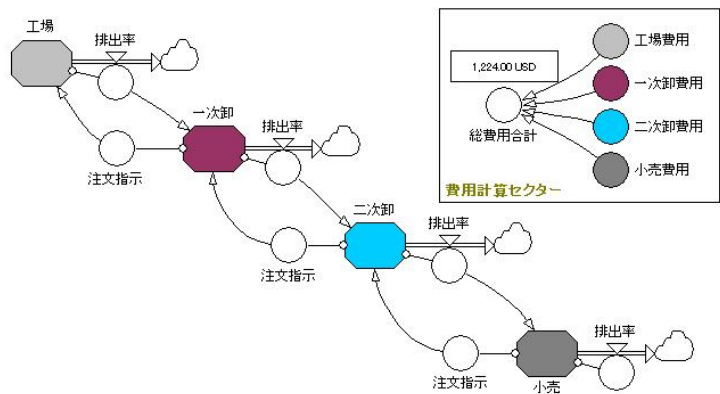 工場
排出率
注文指示
一次卸
排出率
注文指示
二次卸
排出率
注文指示
小売
排出率
1,224.00 USD
総費用合計
工場費用
一次卸費用
二次卸費用
小売費用
費用計算セクター